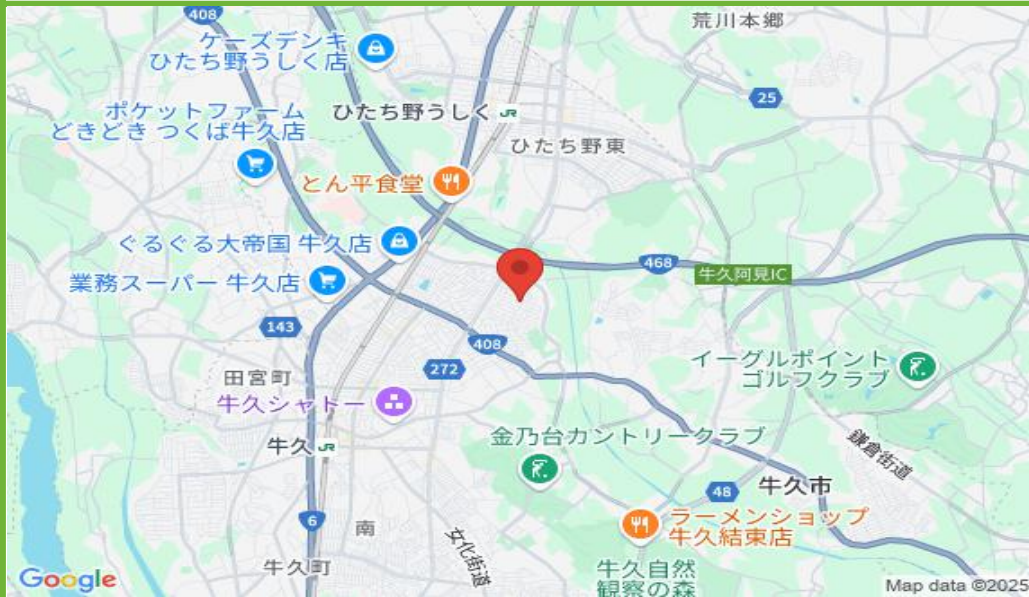 408
荒川本郷
ケーズデンキ
ひたち野うしく店
25
ポケットファーム
どきどき つくば牛久店
ひたち野うしく JR
ひたち野東
とん平食堂
ぐるぐる大帝国 牛久店
468
牛久阿見IC
業務スーパー 牛久店
143
408
272
イーグルポイント
ゴルフクラブ
田宮町
牛久シャトー
牛久 JR
金乃台カントリークラブ
鎌倉街道
48
牛久市
6
南
ラーメンショップ
牛久結束店
女化街道
牛久町
牛久自然
観察の森
Google
Map data ©2025